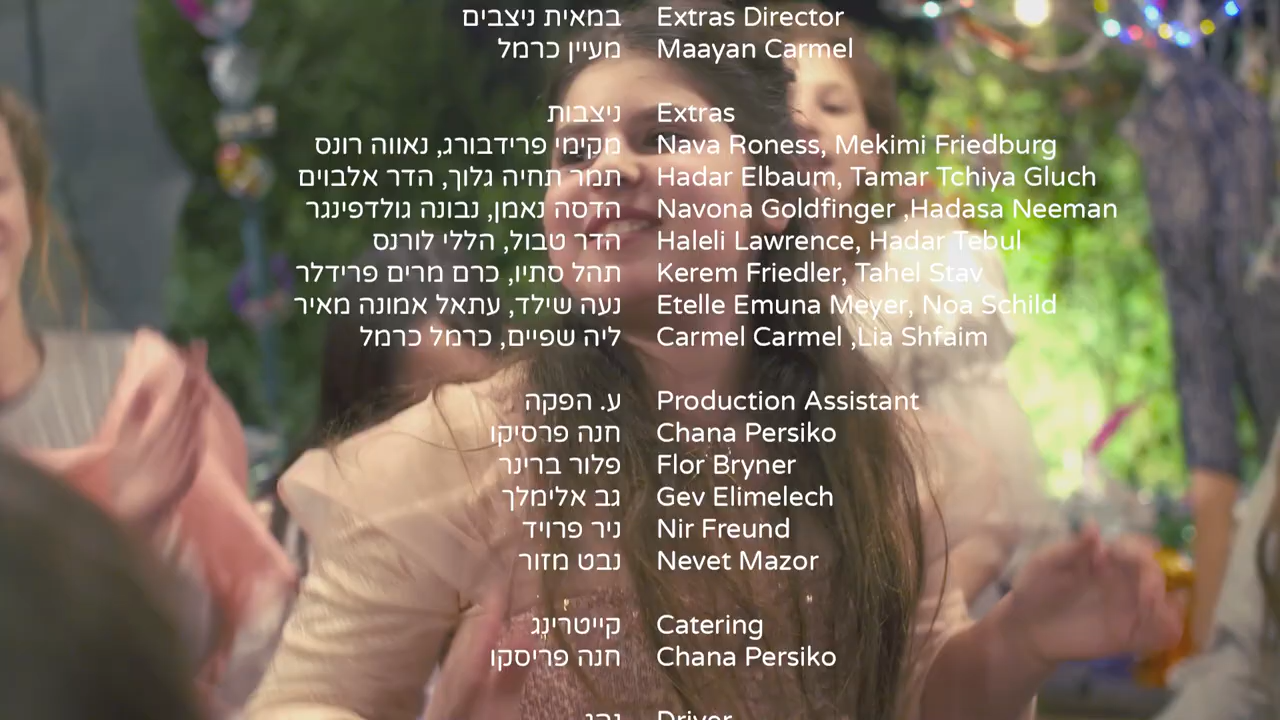 במאית ניצבים Extras Director
מעיין כרמל Maayan Carmel
ניצבות Extras
מקימי פרידבורג, נאווה רונס Nava Roness, Mekimi Friedburg
תמר תחיה גלוך, הדר אלבוים Hadar Elbaum, Tamar Tchiya Gluch
הדסה נאמן, נבונה גולדפינגר Navona Goldfinger ,Hadasa Neeman
הדר טבול, הללי לורנס Haleli Lawrence, Hadar Tebul
תהל סתיו, כרם מרים פרידלר Kerem Friedler, Tahel Stav
נעה שילד, עתאל אמונה מאיר Etelle Emuna Meyer, Noa Schild
ליה שפיים, כרמל כרמל Carmel Carmel ,Lia Shfaim
ע. הפקה Production Assistant
חנה פרסיקו Chana Persiko
פלור ברינר Flor Bryner
גב אלימלך Gev Elimelech
ניר פרויד Nir Freund
נבט מזור Nevet Mazor
קייטרינג Catering
חנה פריסקו Chana Persiko
נהג Driver